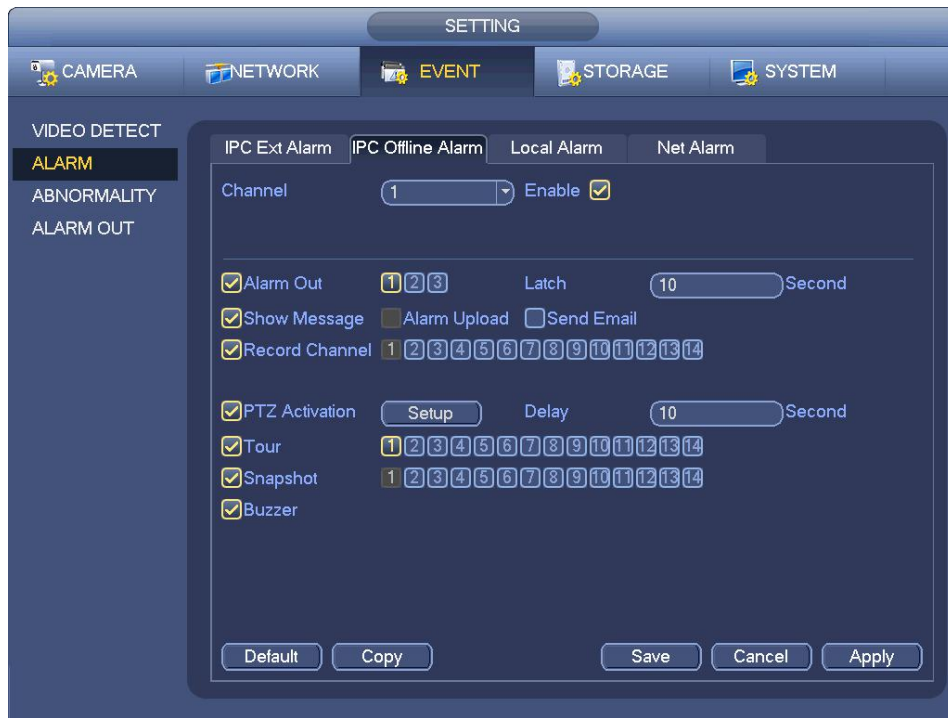 SETTING
CAMERA NETWORK EVENT STORAGE SYSTEM
VIDEO DETECT
ALARM
ABNORMALITY
ALARM OUT
IPC Ext Alarm IPC Offline Alarm Local Alarm Net Alarm
Channel 1 Enable
Alarm Out 1 2 3 Latch 10 Second
Show Message Alarm Upload Send Email
Record Channel 1 2 3 4 5 6 7 8 9 10 11 12 13 14
PTZ Activation Setup Delay 10 Second
Tour 1 2 3 4 5 6 7 8 9 10 11 12 13 14
Snapshot 1 2 3 4 5 6 7 8 9 10 11 12 13 14
Buzzer
Default Copy Save Cancel Apply